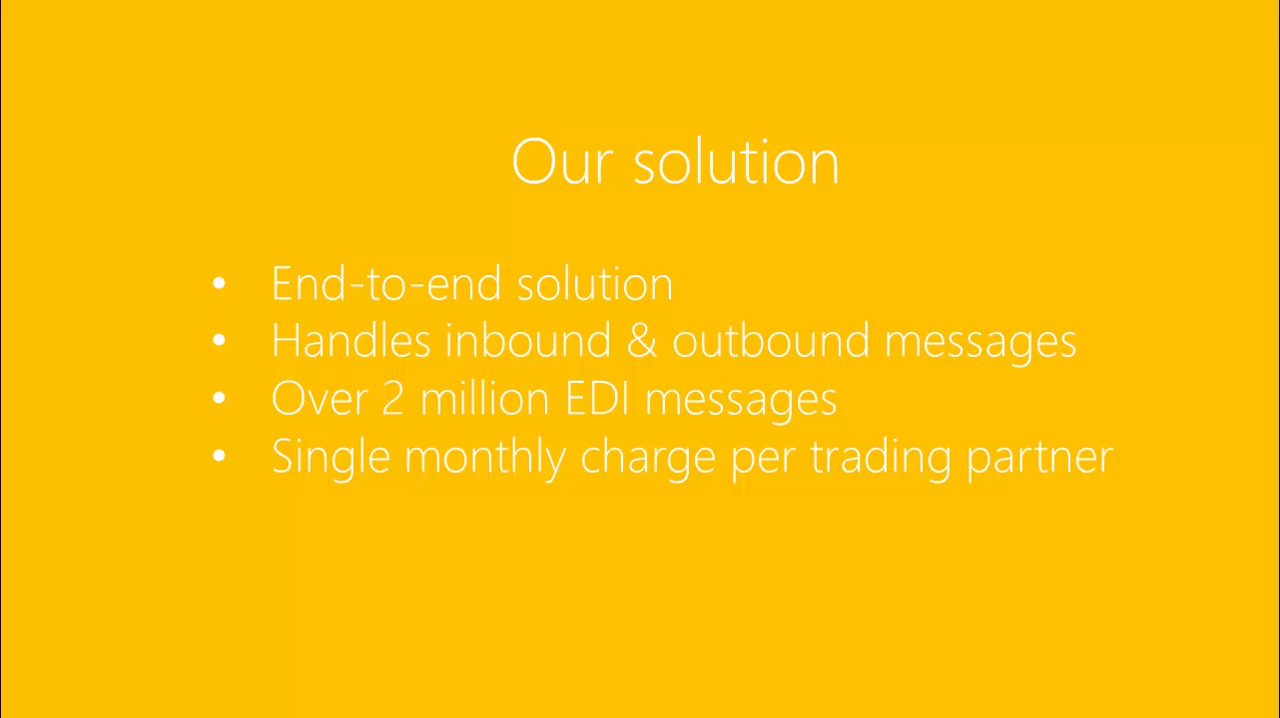 Our solution
• End-to-end solution
• Handles inbound & outbound messages
• Over 2 million EDI messages
• Single monthly charge per trading partner